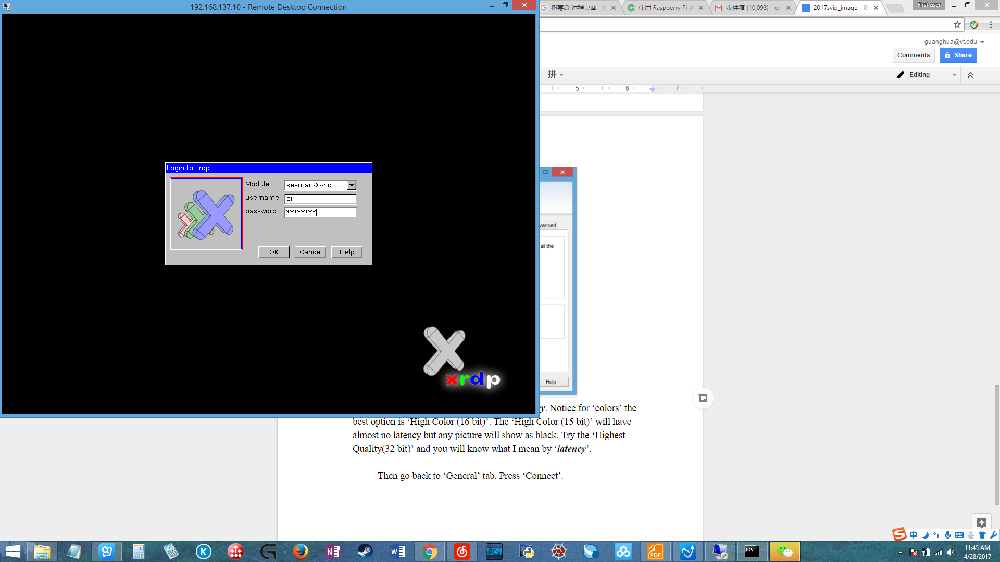 192.168.137.10 - Remote Desktop Connection
树莓派 远程桌面 - G
使用 Raspberry Pi 远
收件箱 (10,093) - gu
2017svip_image - G
First user
guanghua@vt.edu
Comments
Share
拼
Editing
5 6 7
Login to xrdp
Module
sesman-Xvnc
username
pi
password
********
OK
Cancel
Help
xrdp
vanced
all the
Help
y. Notice for ‘colors’ the
best option is ‘High Color (16 bit)’. The ‘High Color (15 bit)’ will have
almost no latency but any picture will show as black. Try the ‘Highest
Quality(32 bit)’ and you will know what I mean by ‘latency’.
Then go back to ‘General’ tab. Press ‘Connect’.
中
BLIZZARD
PDF
C:\_
11:45 AM
4/28/2017